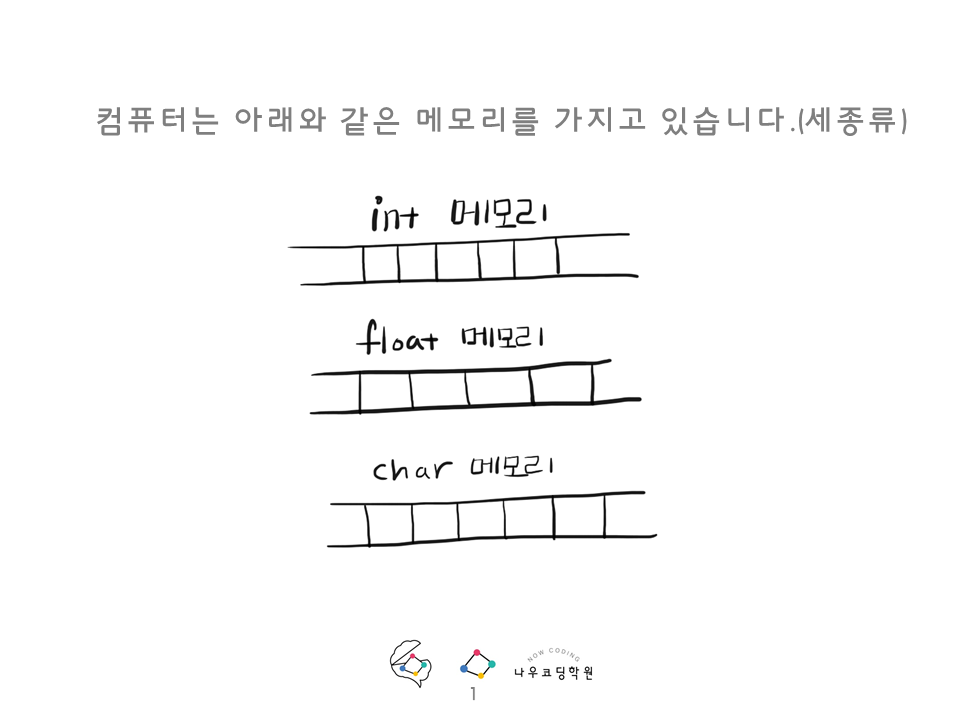 컴퓨터는 아래와 같은 메모리를 가지고 있습니다.(세종류)
int 메모리
float 메모리
char 메모리
NOW CODING
나우코딩학원
1